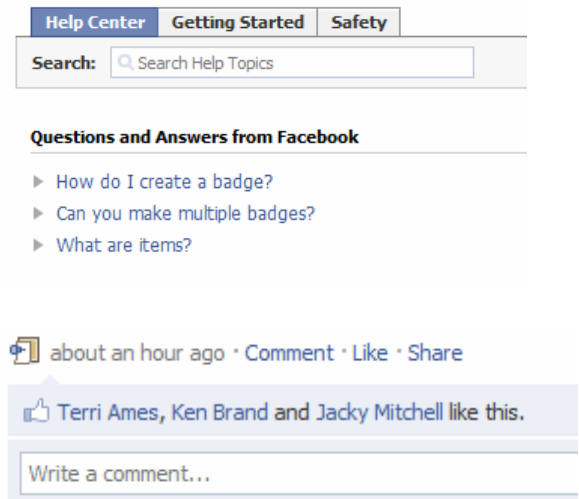 Help Center Getting Started Safety
Search: Search Help Topics
Questions and Answers from Facebook
How do I create a badge?
Can you make multiple badges?
What are items?
about an hour ago · Comment · Like · Share
Terri Ames, Ken Brand and Jacky Mitchell like this.
Write a comment...